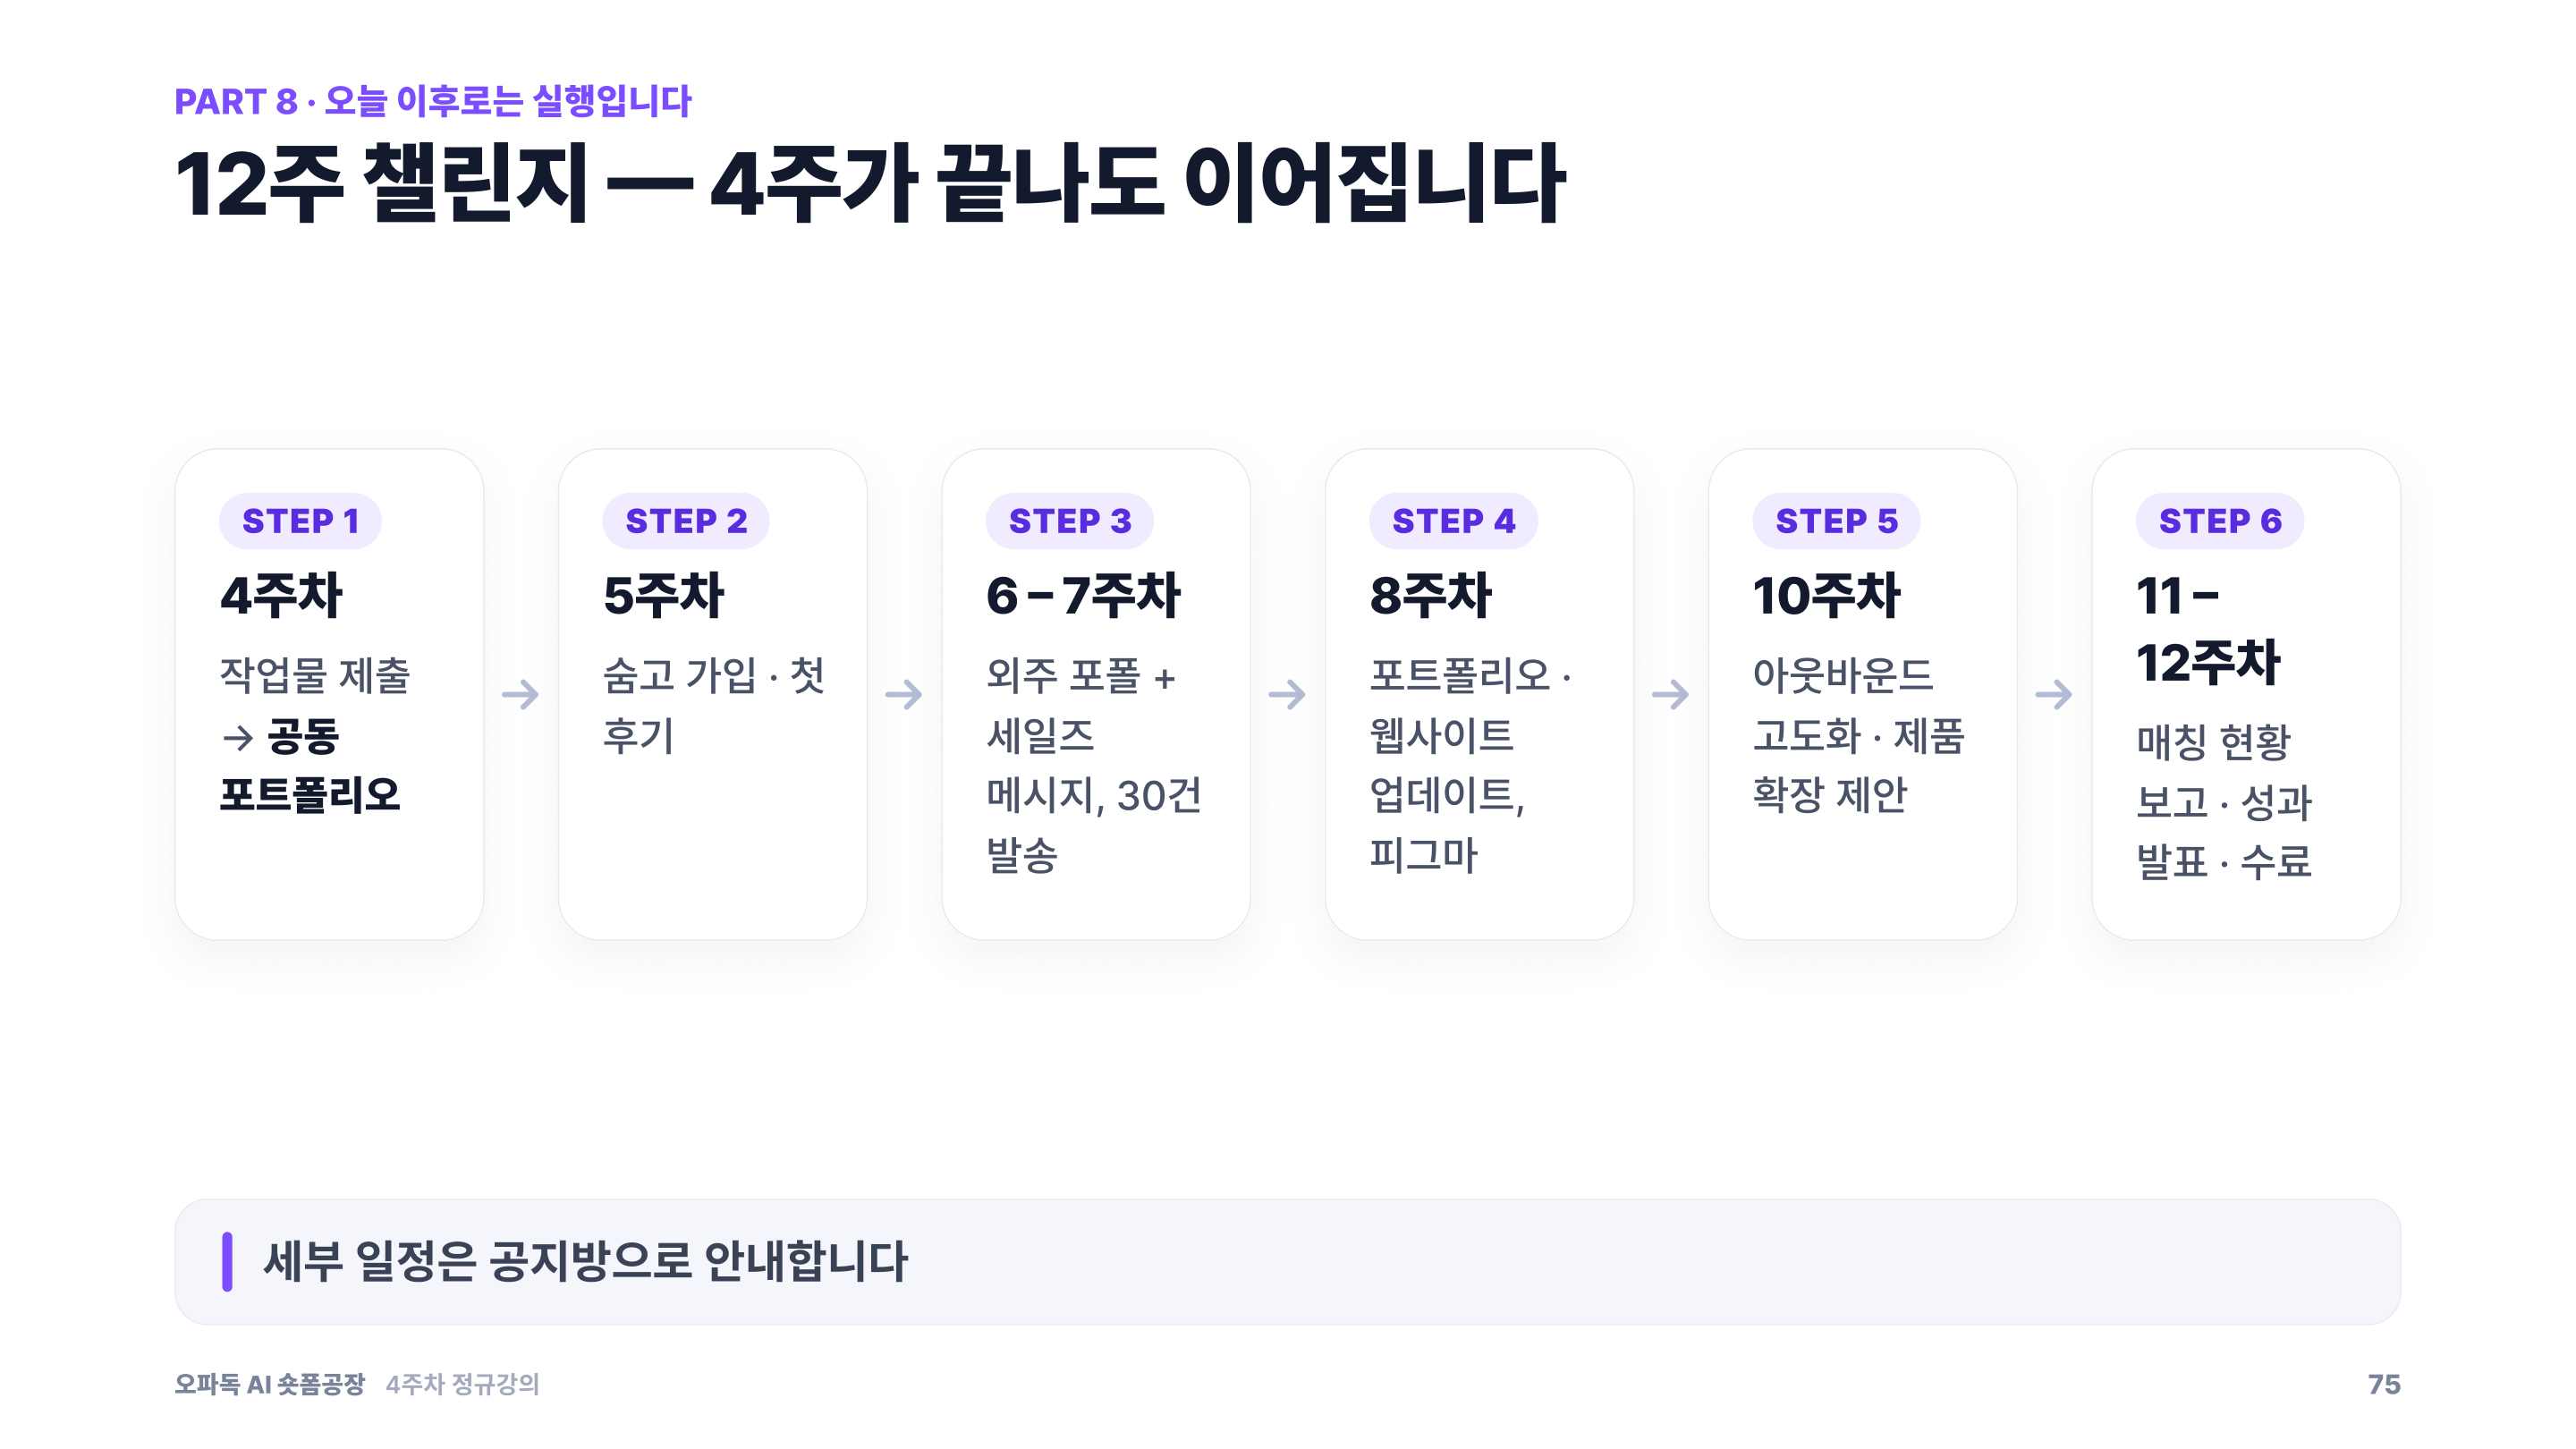 PART 8 · 오늘 이후로는 실행입니다
12주 챌린지 — 4주가 끝나도 이어집니다
STEP 1
4주차
작업물 제출
→ 공동
포트폴리오
→
STEP 2
5주차
숨고 가입 · 첫
후기
→
STEP 3
6 – 7주차
외주 포폴 +
세일즈
메시지, 30건
발송
→
STEP 4
8주차
포트폴리오 ·
웹사이트
업데이트,
피그마
→
STEP 5
10주차
아웃바운드
고도화 · 제품
확장 제안
→
STEP 6
11 –
12주차
매칭 현황
보고 · 성과
발표 · 수료
세부 일정은 공지방으로 안내합니다
오파독 AI 숏폼공장 4주차 정규강의
75